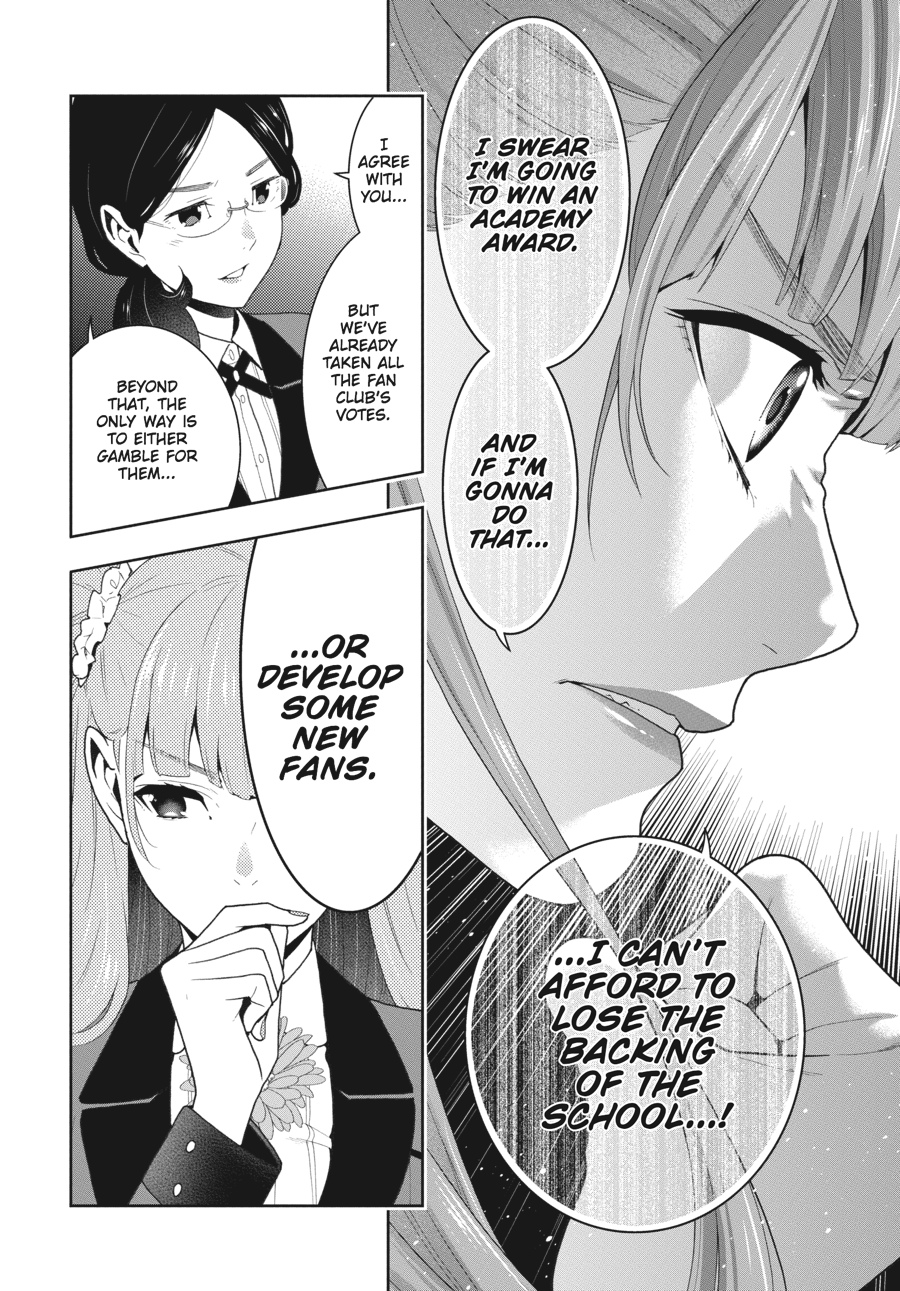 I SWEAR
I'M GOING
TO WIN AN
ACADEMY
AWARD.
AND
IF I'M
GONNA
DO
THAT...
...I CAN'T
AFFORD TO
LOSE THE
BACKING
OF THE
SCHOOL...!
I
AGREE
WITH
YOU...
BUT
WE'VE
ALREADY
TAKEN ALL
THE FAN
CLUB'S
VOTES.
BEYOND
THAT, THE
ONLY WAY IS
TO EITHER
GAMBLE FOR
THEM...
...OR
DEVELOP
SOME
NEW
FANS.